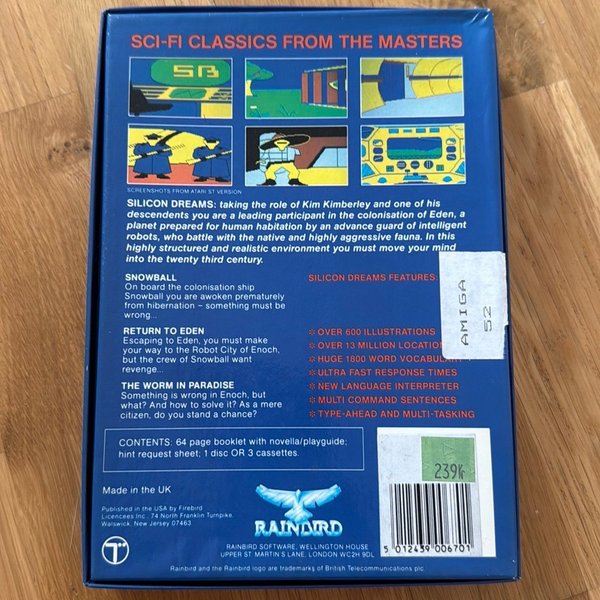 SCI-FI CLASSICS FROM THE MASTERS
SB
SCREENSHOTS FROM ATARI ST VERSION
SILICON DREAMS: taking the role of Kim Kimberley and one of his
descendents you are a leading participant in the colonisation of Eden, a
planet prepared for human habitation by an advance guard of intelligent
robots, who battle with the native and highly aggressive fauna. In this
highly structured and realistic environment you must move your mind
into the twenty third century.
SNOWBALL
On board the colonisation ship
Snowball you are awoken prematurely
from hibernation – something must be
wrong...
RETURN TO EDEN
Escaping to Eden, you must make
your way to the Robot City of Enoch,
but the crew of Snowball want
revenge...
THE WORM IN PARADISE
Something is wrong in Enoch, but
what? And how to solve it? As a mere
citizen, do you stand a chance?
SILICON DREAMS FEATURES:
※ OVER 600 ILLUSTRATIONS
※ OVER 13 MILLION LOCATION
※ HUGE 1800 WORD VOCABULARY
※ ULTRA FAST RESPONSE TIMES
※ NEW LANGUAGE INTERPRETER
※ MULTI COMMAND SENTENCES
※ TYPE-AHEAD AND MULTI-TASKING
AMIGA
52
CONTENTS: 64 page booklet with novella/playguide;
hint request sheet; 1 disc OR 3 cassettes.
239k
5 012439 006701
Made in the UK
Published in the USA by Firebird
Licencees Inc., 74 North Franklin Turnpike,
Walswick, New Jersey 07463
T
RAINBIRD
RAINBIRD SOFTWARE, WELLINGTON HOUSE
UPPER ST. MARTIN'S LANE, LONDON WC2H 9DL
Rainbird and the Rainbird logo are trademarks of British Telecommunications plc.